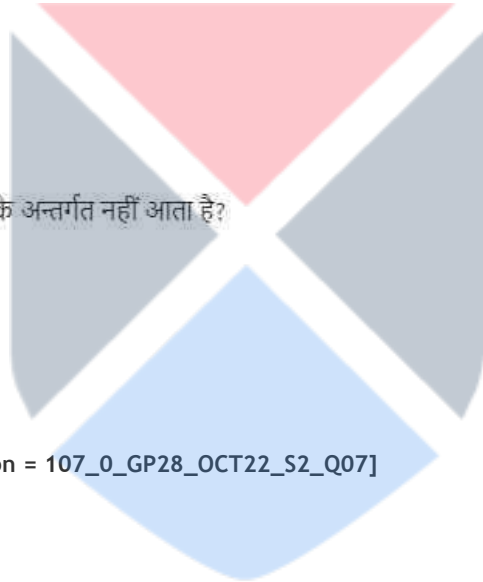 के अन्तर्गत नहीं आता है?
on = 107_0_GP28_OCT22_S2_Q07]